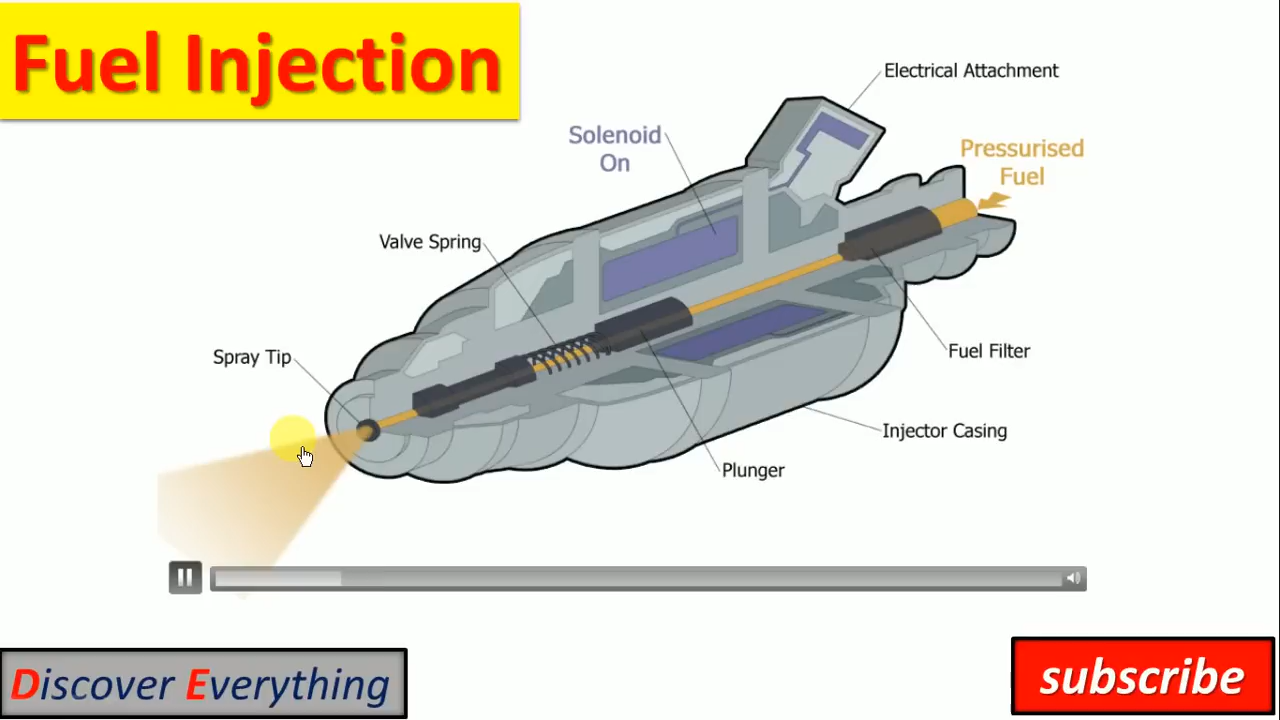 Fuel Injection
Electrical Attachment
Solenoid
On
Pressurised
Fuel
Valve Spring
Spray Tip
Fuel Filter
Injector Casing
Plunger
Discover Everything
subscribe